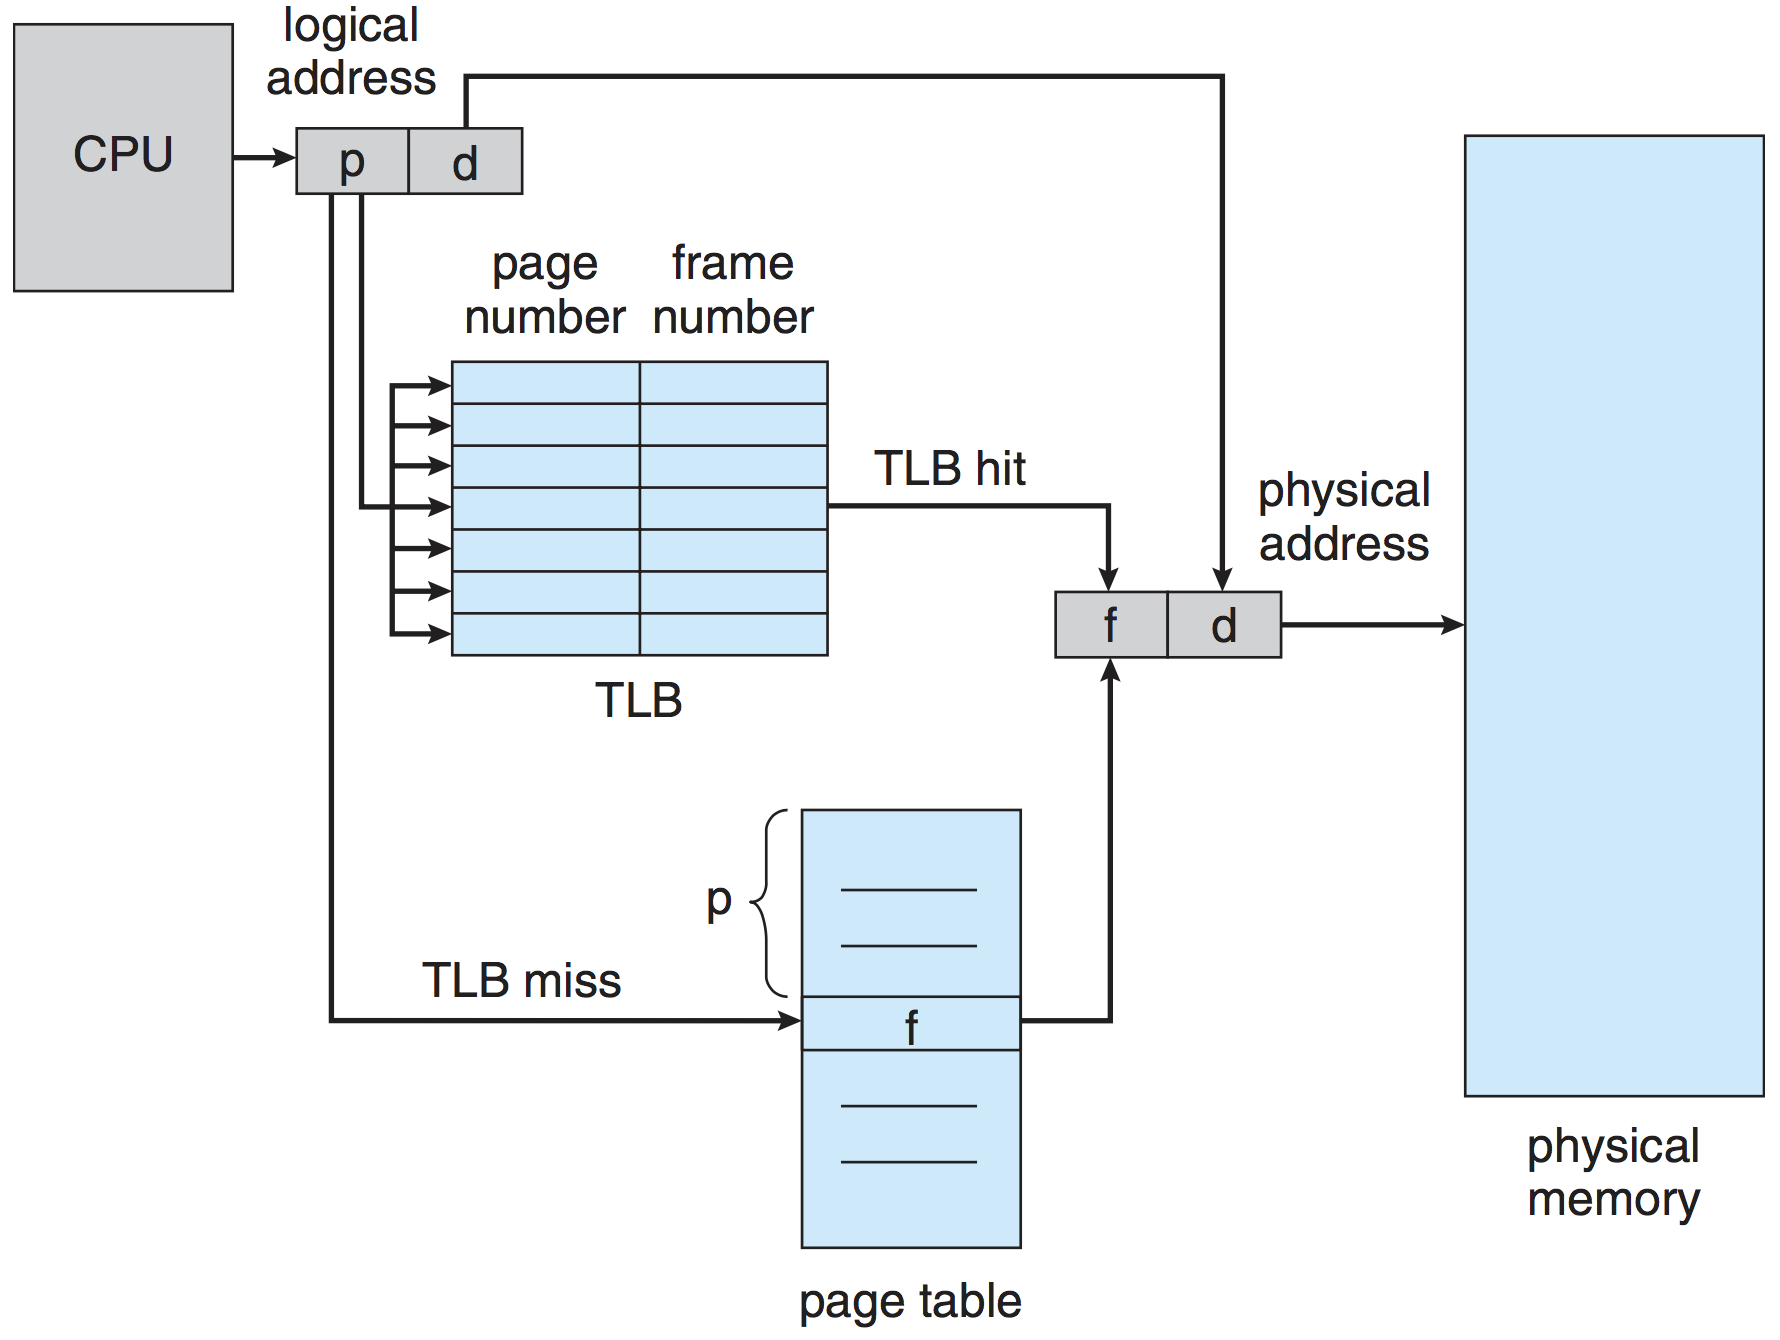 logical
address
CPU
p
d
page
number
frame
number
TLB hit
physical
address
f
d
TLB
p
TLB miss
f
physical
memory
page table